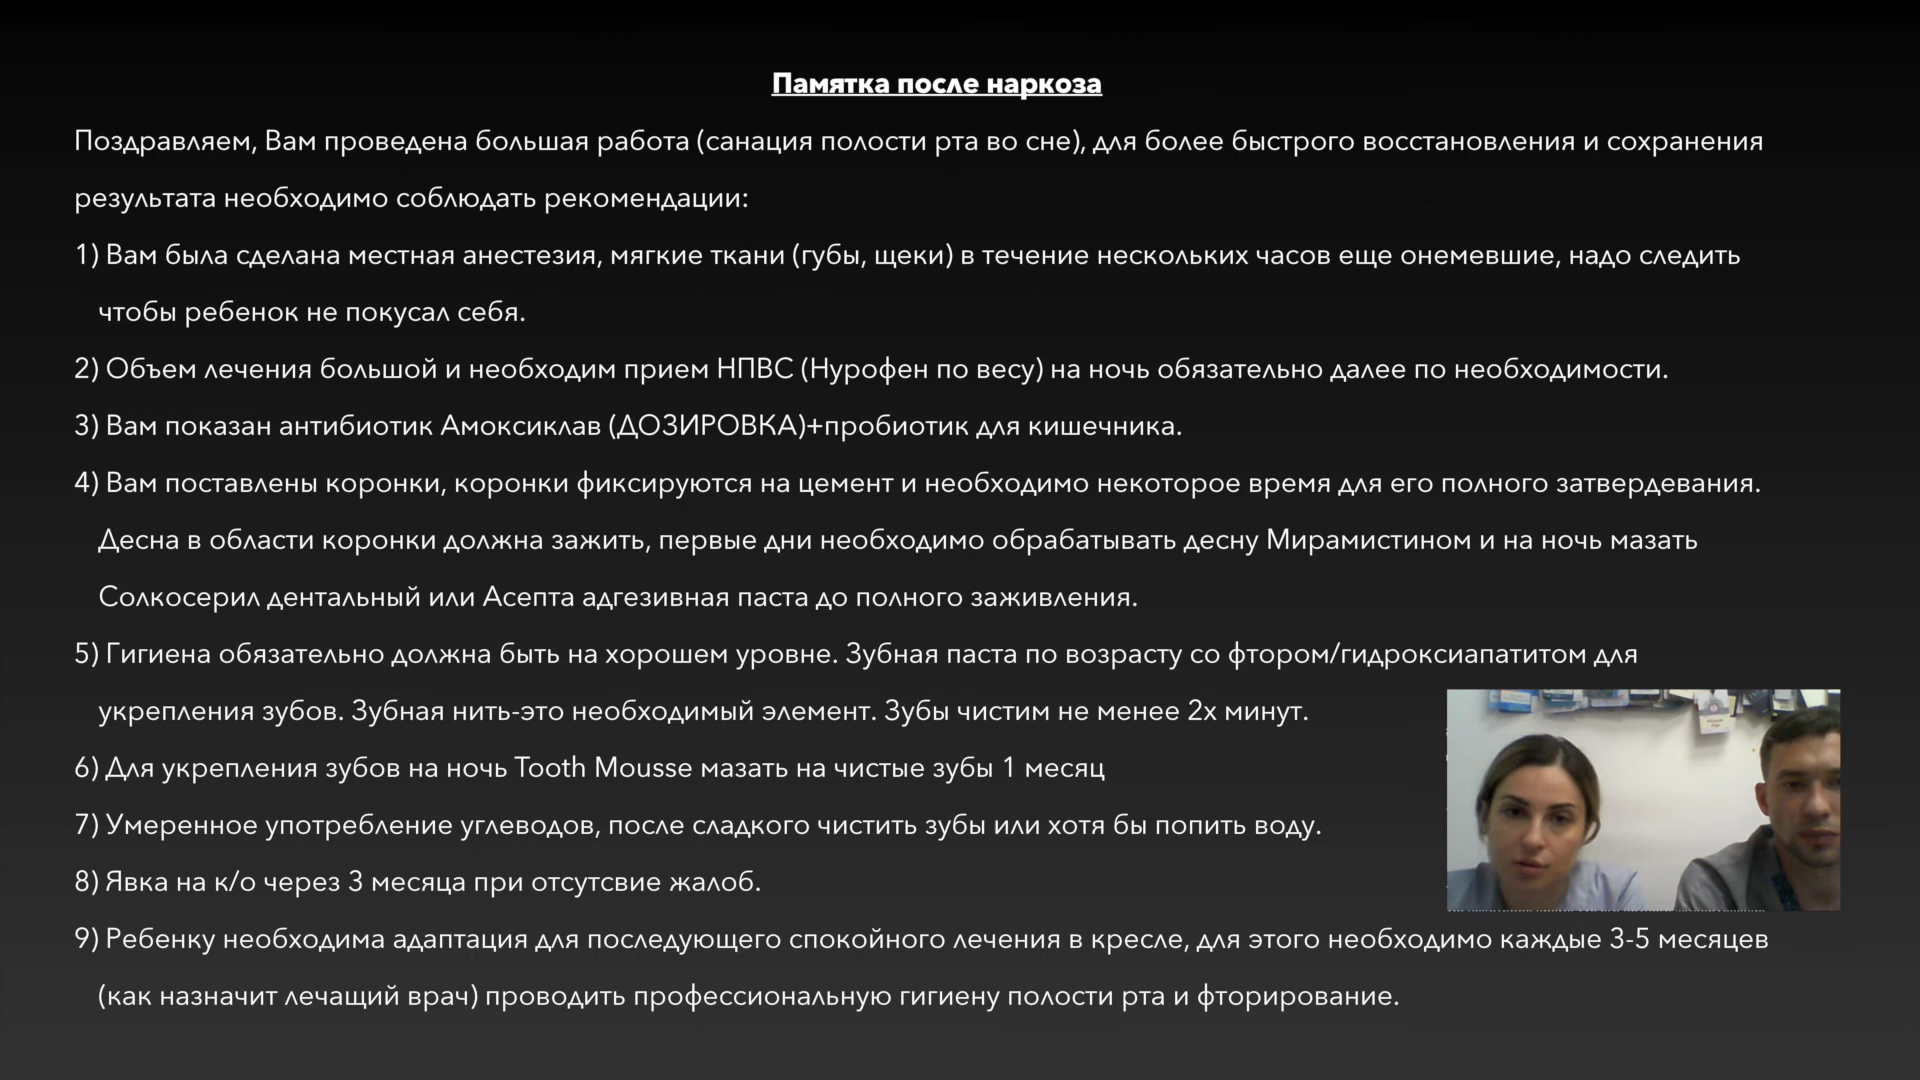 Памятка после наркоза
Поздравляем, Вам проведена большая работа (санация полости рта во сне), для более быстрого восстановления и сохранения
результата необходимо соблюдать рекомендации:
1) Вам была сделана местная анестезия, мягкие ткани (губы, щеки) в течение нескольких часов еще онемевшие, надо следить
чтобы ребенок не покусал себя.
2) Объем лечения большой и необходим прием НПВС (Нурофен по весу) на ночь обязательно далее по необходимости.
3) Вам показан антибиотик Амоксиклав (ДОЗИРОВКА)+пробиотик для кишечника.
4) Вам поставлены коронки, коронки фиксируются на цемент и необходимо некоторое время для его полного затвердевания.
Десна в области коронки должна зажить, первые дни необходимо обрабатывать десну Мирамистином и на ночь мазать
Солкосерил дентальный или Асепта адгезивная паста до полного заживления.
5) Гигиена обязательно должна быть на хорошем уровне. Зубная паста по возрасту со фтором/гидроксиапатитом для
укрепления зубов. Зубная нить-это необходимый элемент. Зубы чистим не менее 2х минут.
6) Для укрепления зубов на ночь Tooth Mousse мазать на чистые зубы 1 месяц
7) Умеренное употребление углеводов, после сладкого чистить зубы или хотя бы попить воду.
8) Явка на к/о через 3 месяца при отсутсвие жалоб.
9) Ребенку необходима адаптация для последующего спокойного лечения в кресле, для этого необходимо каждые 3-5 месяцев
(как назначит лечащий врач) проводить профессиональную гигиену полости рта и фторирование.